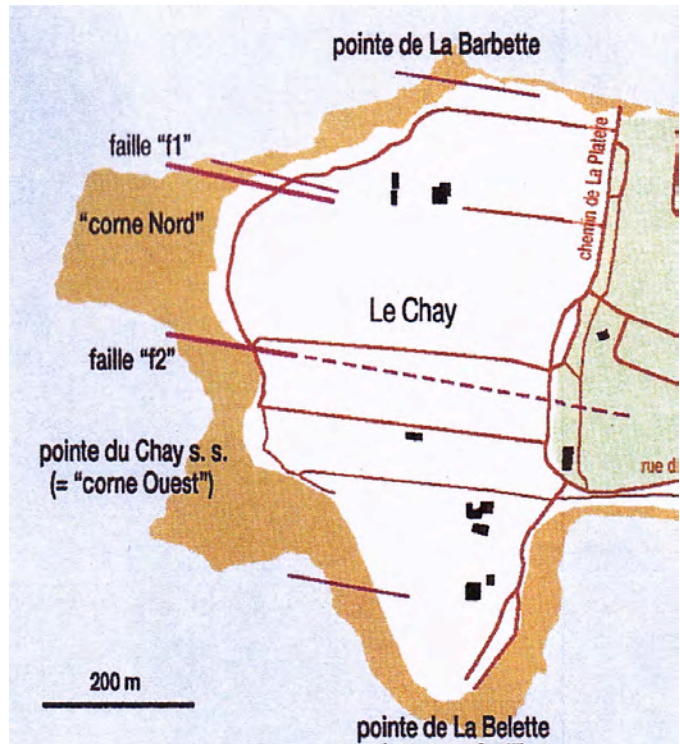 pointe de La Barbette
faille "f1"
"corne Nord"
chemin de La Platère
Le Chay
faille "f2"
pointe du Chay s. s.
(= "corne Ouest")
rue d
200 m
pointe de La Belette